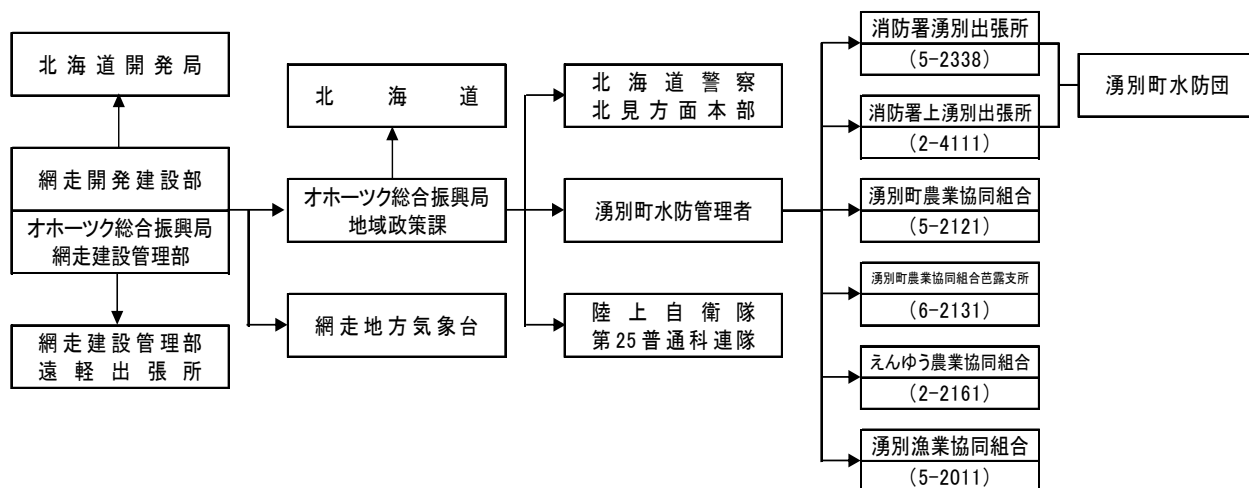 北海道開発局
網走開発建設部
オホーツク総合振興局
網走建設管理部
網走建設管理部
遠軽出張所
北海道
オホーツク総合振興局
地域政策課
網走地方気象台
北海道警察
北見方面本部
湧別町水防管理者
陸上自衛隊
第25普通科連隊
消防署湧別出張所
(5-2338)
消防署上湧別出張所
(2-4111)
湧別町農業協同組合
(5-2121)
湧別町農業協同組合芭露支所
(6-2131)
えんゆう農業協同組合
(2-2161)
湧別漁業協同組合
(5-2011)
湧別町水防団